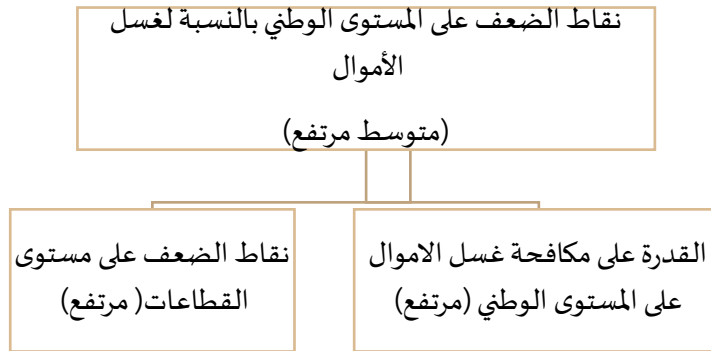 نقاط الضعف على المستوى الوطني بالنسبة لغسل
الأموال
(متوسط مرتفع)
القدرة على مكافحة غسل الاموال
على المستوى الوطني (مرتفع)
نقاط الضعف على مستوى
القطاعات( مرتفع)